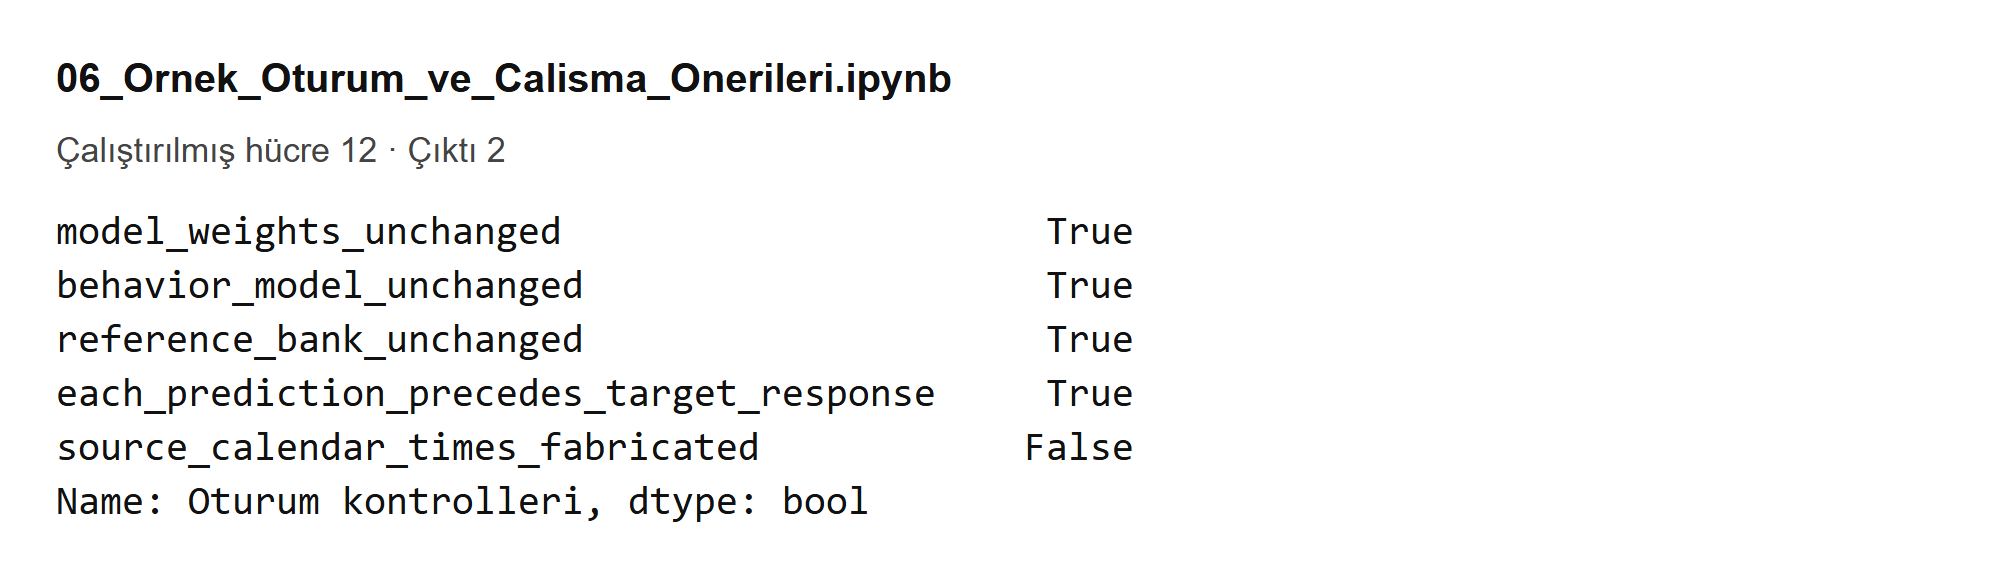 06_Ornek_Oturum_ve_Calisma_Onerileri.ipynb
Çalıştırılmış hücre 12 · Çıktı 2
model_weights_unchanged True
behavior_model_unchanged True
reference_bank_unchanged True
each_prediction_precedes_target_response True
source_calendar_times_fabricated False
Name: Oturum kontrolleri, dtype: bool